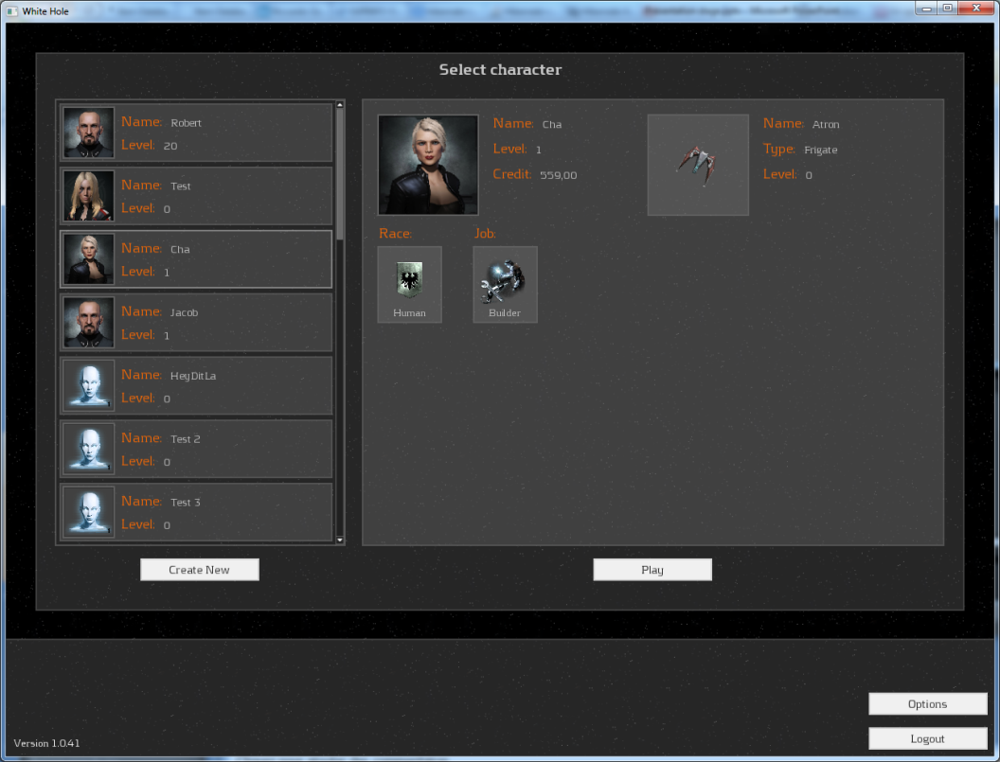 White Hole
Select character
Name: Robert
Level: 20
Name: Test
Level: 0
Name: Cha
Level: 1
Name: Jacob
Level: 1
Name: HeyDitLa
Level: 0
Name: Test 2
Level: 0
Name: Test 3
Level: 0
Create New
Name: Cha
Level: 1
Credit: 559,00
Name: Atron
Type: Frigate
Level: 0
Race: Job:
Human Builder
Play
Options
Logout
Version 1.0.41